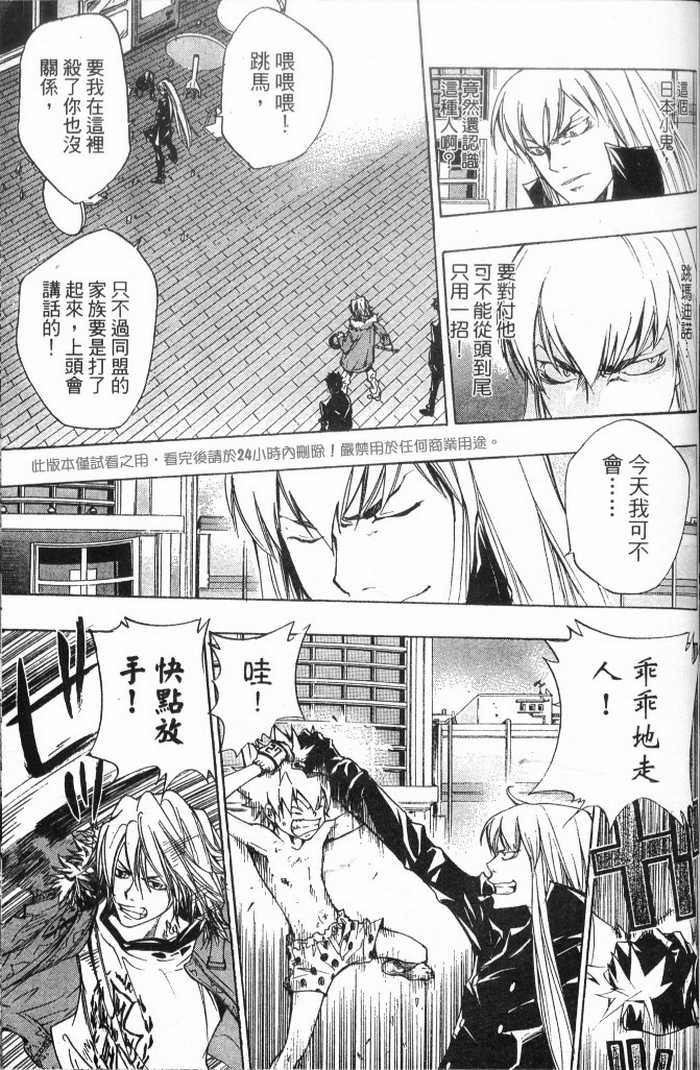 這個
日本小鬼，
竟然還認識
這種人啊？
跳瑪迪諾…
要對付他
可不能從頭到尾
只用一招！
喂喂喂！
跳馬，
要我在這裡
殺了你也沒
關係，
只不過同盟的
家族要是打了
起來，上頭會
講話的！
此版本僅試看之用，看完後請於24小時內刪除！嚴禁用於任何商業用途。
今天我可不
會……
乖乖地走
人！
哇！
快點放
手！